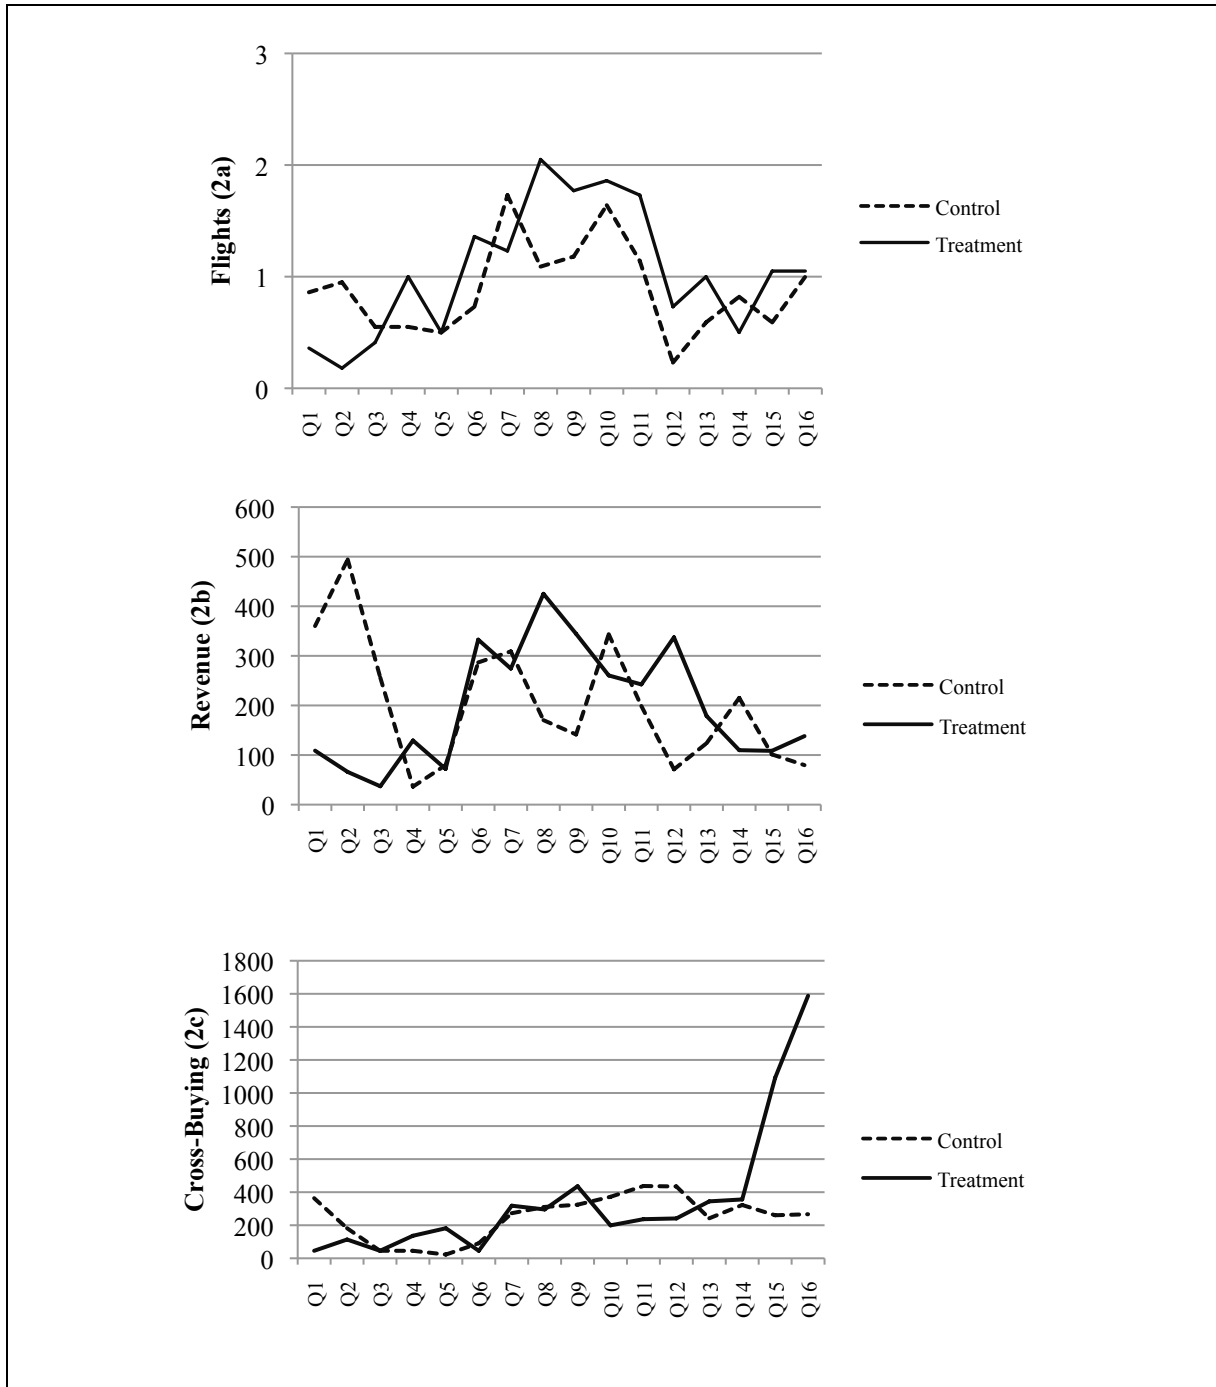 3
2
1
0
Flights (2a)
Q1
Q2
Q3
Q4
Q5
Q6
Q7
Q8
Q9
Q10
Q11
Q12
Q13
Q14
Q15
Q16
Control
Treatment
600
500
400
300
200
100
0
Revenue (2b)
Q1
Q2
Q3
Q4
Q5
Q6
Q7
Q8
Q9
Q10
Q11
Q12
Q13
Q14
Q15
Q16
Control
Treatment
1800
1600
1400
1200
1000
800
600
400
200
0
Cross-Buying (2c)
Q1
Q2
Q3
Q4
Q5
Q6
Q7
Q8
Q9
Q10
Q11
Q12
Q13
Q14
Q15
Q16
Control
Treatment